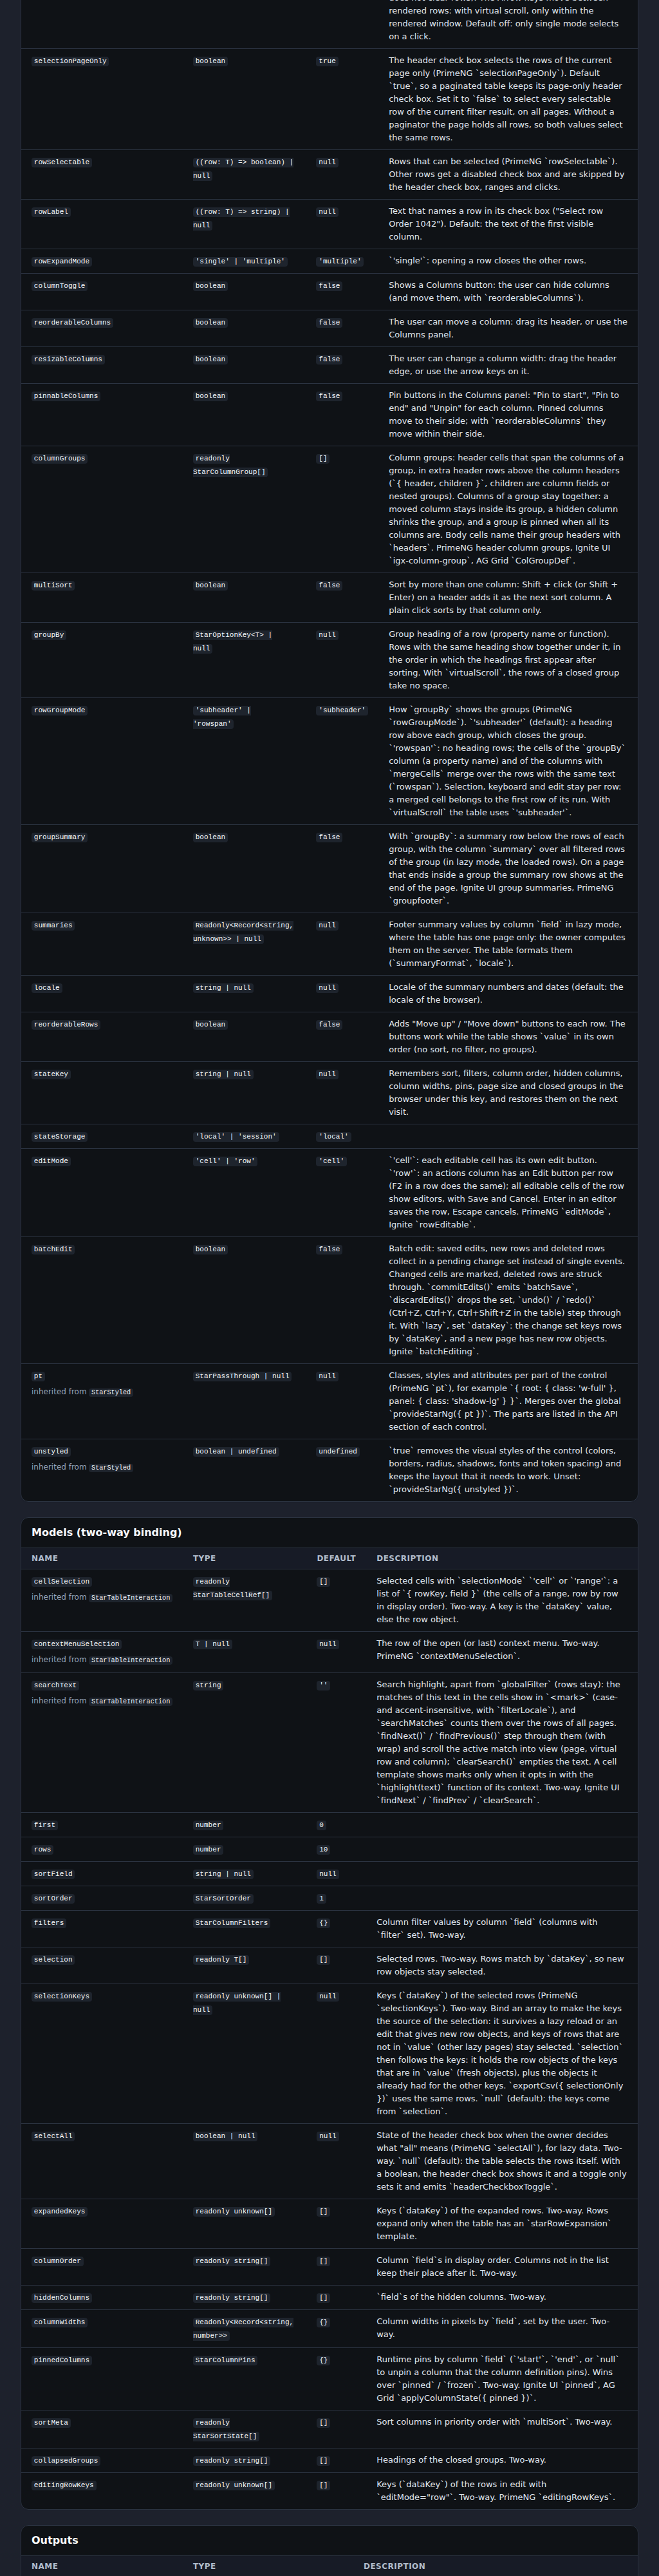 rendered rows: with virtual scroll, only within the
rendered window. Default off: only single mode selects
on a click.
selectionPageOnly boolean true The header check box selects the rows of the current
page only (PrimeNG `selectionPageOnly`). Default
`true`, so a paginated table keeps its page-only header
check box. Set it to `false` to select every selectable
row of the current filter result, on all pages. Without a
paginator the page holds all rows, so both values select
the same rows.
rowSelectable ((row: T) => boolean) | null Rows that can be selected (PrimeNG `rowSelectable`).
null Other rows get a disabled check box and are skipped by
the header check box, ranges and clicks.
rowLabel ((row: T) => string) | null Text that names a row in its check box ("Select row
null Order 1042"). Default: the text of the first visible
column.
rowExpandMode 'single' | 'multiple' 'multiple' `'single'`: opening a row closes the other rows.
columnToggle boolean false Shows a Columns button: the user can hide columns
(and move them, with `reorderableColumns`).
reorderableColumns boolean false The user can move a column: drag its header, or use the
Columns panel.
resizableColumns boolean false The user can change a column width: drag the header
edge, or use the arrow keys on it.
pinnableColumns boolean false Pin buttons in the Columns panel: "Pin to start", "Pin to
end" and "Unpin" for each column. Pinned columns
move to their side; with `reorderableColumns` they
move within their side.
columnGroups readonly [] Column groups: header cells that span the columns of a
StarColumnGroup[] group, in extra header rows above the column headers
(`{ header, children }`, children are column fields or
nested groups). Columns of a group stay together: a
moved column stays inside its group, a hidden column
shrinks the group, and a group is pinned when all its
columns are. Body cells name their group headers with
`headers`. PrimeNG header column groups, Ignite UI
`igx-column-group`, AG Grid `ColGroupDef`.
multiSort boolean false Sort by more than one column: Shift + click (or Shift +
Enter) on a header adds it as the next sort column. A
plain click sorts by that column only.
groupBy StarOptionKey<T> | null Group heading of a row (property name or function).
null Rows with the same heading show together under it, in
the order in which the headings first appear after
sorting. With `virtualScroll`, the rows of a closed group
take no space.
rowGroupMode 'subheader' | 'subheader' How `groupBy` shows the groups (PrimeNG
'rowspan' `rowGroupMode`). `'subheader'` (default): a heading
row above each group, which closes the group.
`'rowspan'`: no heading rows; the cells of the `groupBy`
column (a property name) and of the columns with
`mergeCells` merge over the rows with the same text
(`rowspan`). Selection, keyboard and edit stay per row:
a merged cell belongs to the first row of its run. With
`virtualScroll` the table uses `'subheader'`.
groupSummary boolean false With `groupBy`: a summary row below the rows of each
group, with the column `summary` over all filtered rows
of the group (in lazy mode, the loaded rows). On a page
that ends inside a group the summary row shows at the
end of the page. Ignite UI group summaries, PrimeNG
`groupfooter`.
summaries Readonly<Record<string, null Footer summary values by column `field` in lazy mode,
unknown>> | null where the table has one page only: the owner computes
them on the server. The table formats them
(`summaryFormat`, `locale`).
locale string | null null Locale of the summary numbers and dates (default: the
locale of the browser).
reorderableRows boolean false Adds "Move up" / "Move down" buttons to each row. The
buttons work while the table shows `value` in its own
order (no sort, no filter, no groups).
stateKey string | null null Remembers sort, filters, column order, hidden columns,
column widths, pins, page size and closed groups in the
browser under this key, and restores them on the next
visit.
stateStorage 'local' | 'session' 'local'
editMode 'cell' | 'row' 'cell' `'cell'`: each editable cell has its own edit button.
`'row'`: an actions column has an Edit button per row
(F2 in a row does the same); all editable cells of the row
show editors, with Save and Cancel. Enter in an editor
saves the row, Escape cancels. PrimeNG `editMode`,
Ignite `rowEditable`.
batchEdit boolean false Batch edit: saved edits, new rows and deleted rows
collect in a pending change set instead of single events.
Changed cells are marked, deleted rows are struck
through. `commitEdits()` emits `batchSave`,
`discardEdits()` drops the set, `undo()` / `redo()`
(Ctrl+Z, Ctrl+Y, Ctrl+Shift+Z in the table) step through
it. With `lazy`, set `dataKey`: the change set keys rows
by `dataKey`, and a new page has new row objects.
Ignite `batchEditing`.
pt StarPassThrough | null null Classes, styles and attributes per part of the control
inherited from StarStyled (PrimeNG `pt`), for example `{ root: { class: 'w-full' },
panel: { class: 'shadow-lg' } }`. Merges over the global
`provideStarNg({ pt })`. The parts are listed in the API
section of each control.
unstyled boolean | undefined undefined `true` removes the visual styles of the control (colors,
inherited from StarStyled borders, radius, shadows, fonts and token spacing) and
keeps the layout that it needs to work. Unset:
`provideStarNg({ unstyled })`.
Models (two-way binding)
NAME TYPE DEFAULT DESCRIPTION
cellSelection readonly [] Selected cells with `selectionMode` `'cell'` or `'range'`: a
inherited from StarTableInteraction StarTableCellRef[] list of `{ rowKey, field }` (the cells of a range, row by row
in display order). Two-way. A key is the `dataKey` value,
else the row object.
contextMenuSelection T | null null The row of the open (or last) context menu. Two-way.
inherited from StarTableInteraction PrimeNG `contextMenuSelection`.
searchText string '' Search highlight, apart from `globalFilter` (rows stay): the
inherited from StarTableInteraction matches of this text in the cells show in `<mark>` (case-
and accent-insensitive, with `filterLocale`), and
`searchMatches` counts them over the rows of all pages.
`findNext()` / `findPrevious()` step through them (with
wrap) and scroll the active match into view (page, virtual
row and column); `clearSearch()` empties the text. A cell
template shows marks only when it opts in with the
`highlight(text)` function of its context. Two-way. Ignite UI
`findNext` / `findPrev` / `clearSearch`.
first number 0
rows number 10
sortField string | null null
sortOrder StarSortOrder 1
filters StarColumnFilters {} Column filter values by column `field` (columns with
`filter` set). Two-way.
selection readonly T[] [] Selected rows. Two-way. Rows match by `dataKey`, so new
row objects stay selected.
selectionKeys readonly unknown[] | null Keys (`dataKey`) of the selected rows (PrimeNG
null `selectionKeys`). Two-way. Bind an array to make the keys
the source of the selection: it survives a lazy reload or an
edit that gives new row objects, and keys of rows that are
not in `value` (other lazy pages) stay selected. `selection`
then follows the keys: it holds the row objects of the keys
that are in `value` (fresh objects), plus the objects it
already had for the other keys. `exportCsv({ selectionOnly
})` uses the same rows. `null` (default): the keys come
from `selection`.
selectAll boolean | null null State of the header check box when the owner decides
what "all" means (PrimeNG `selectAll`), for lazy data. Two-
way. `null` (default): the table selects the rows itself. With
a boolean, the header check box shows it and a toggle only
sets it and emits `headerCheckboxToggle`.
expandedKeys readonly unknown[] [] Keys (`dataKey`) of the expanded rows. Two-way. Rows
expand only when the table has an `starRowExpansion`
template.
columnOrder readonly string[] [] Column `field`s in display order. Columns not in the list
keep their place after it. Two-way.
hiddenColumns readonly string[] [] `field`s of the hidden columns. Two-way.
columnWidths Readonly<Record<string, {} Column widths in pixels by `field`, set by the user. Two-
number>> way.
pinnedColumns StarColumnPins {} Runtime pins by column `field` (`'start'`, `'end'`, or `null`
to unpin a column that the column definition pins). Wins
over `pinned` / `frozen`. Two-way. Ignite UI `pinned`, AG
Grid `applyColumnState({ pinned })`.
sortMeta readonly [] Sort columns in priority order with `multiSort`. Two-way.
StarSortState[]
collapsedGroups readonly string[] [] Headings of the closed groups. Two-way.
editingRowKeys readonly unknown[] [] Keys (`dataKey`) of the rows in edit with
`editMode="row"`. Two-way. PrimeNG `editingRowKeys`.
Outputs
NAME TYPE DESCRIPTION